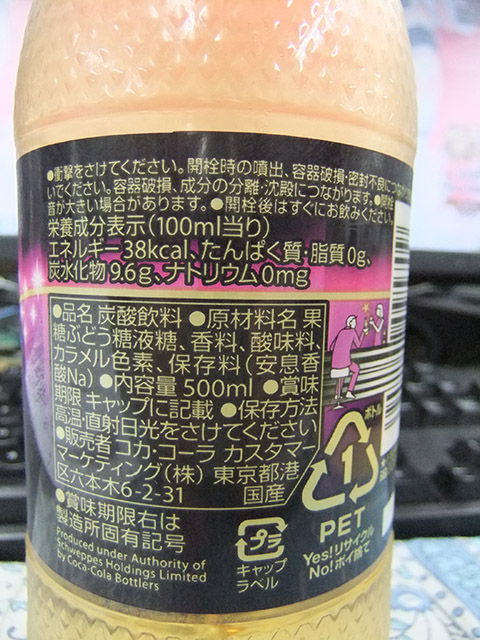 ●衝撃をさけてください。開栓時の噴出、容器破損・密封不良につながり
いてください。容器破損、成分の分離・沈殿につながります。●開栓
音が大きい場合があります。●開栓後はすぐにお飲みください。
栄養成分表示(100ml当り)
エネルギー38kcal、たんぱく質・脂質0g、
炭水化物9.6g、ナトリウム0mg
●品名 炭酸飲料 ●原材料名 果
糖ぶどう糖液糖、香料、酸味料、
カラメル色素、保存料(安息香
酸Na) ●内容量 500ml ●賞味
期限 キャップに記載 ●保存方法
高温・直射日光をさけてください
●販売者 コカ・コーラ カスタマー
マーケティング(株) 東京都港
区六本木6-2-31 国産
●賞味期限右は
製造所固有記号
Produced under Authority of
Schweppes Holdings Limited
by Coca-Cola Bottlers
プラ
キャップ
ラベル
ボトル
1
PET
Yes!リサイクル
No!ポイ捨て